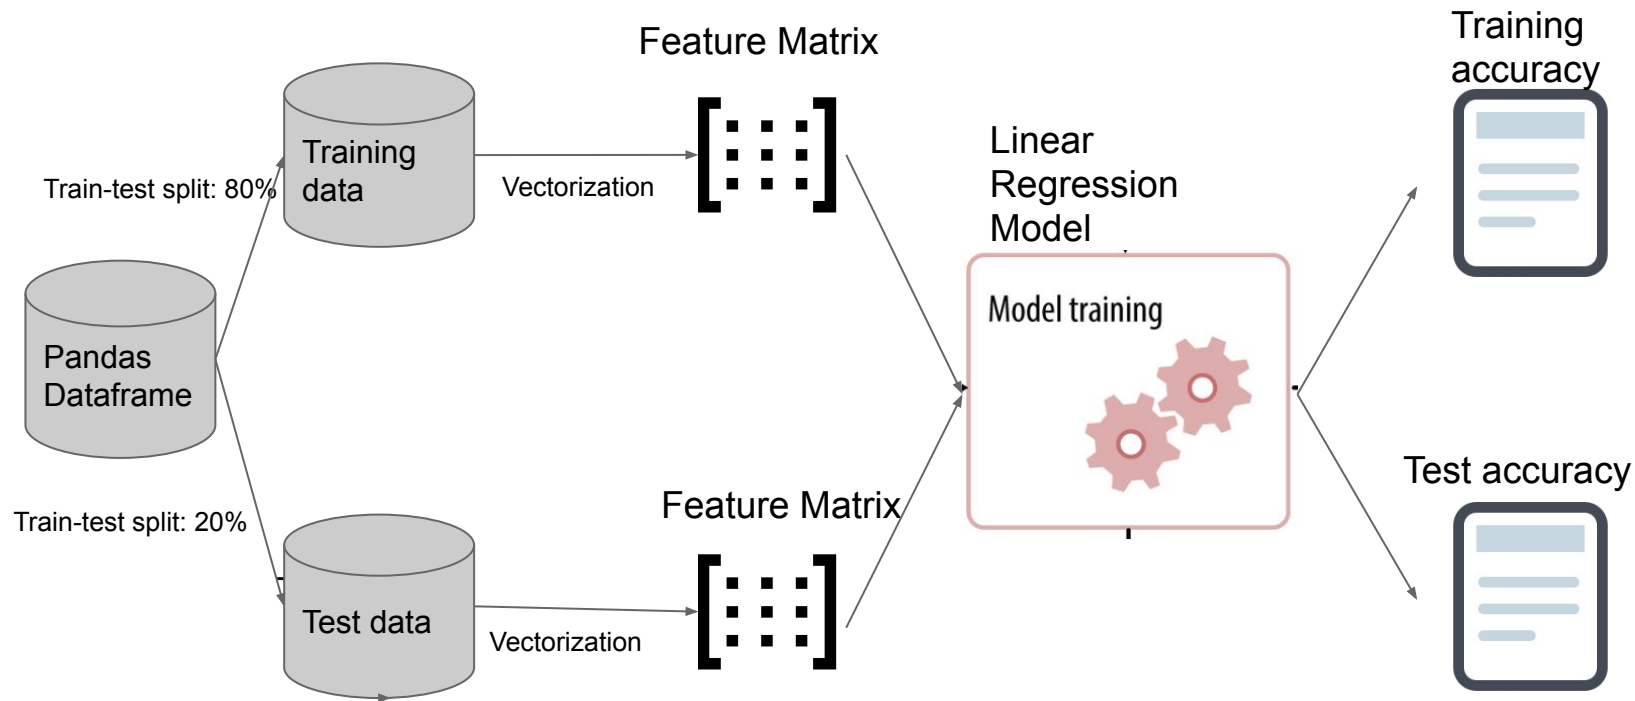 Feature Matrix
Training
accuracy
Training
data
Train-test split: 80%
Vectorization
Linear
Regression
Model
Model training
Pandas
Dataframe
Test accuracy
Feature Matrix
Train-test split: 20%
Test data
Vectorization